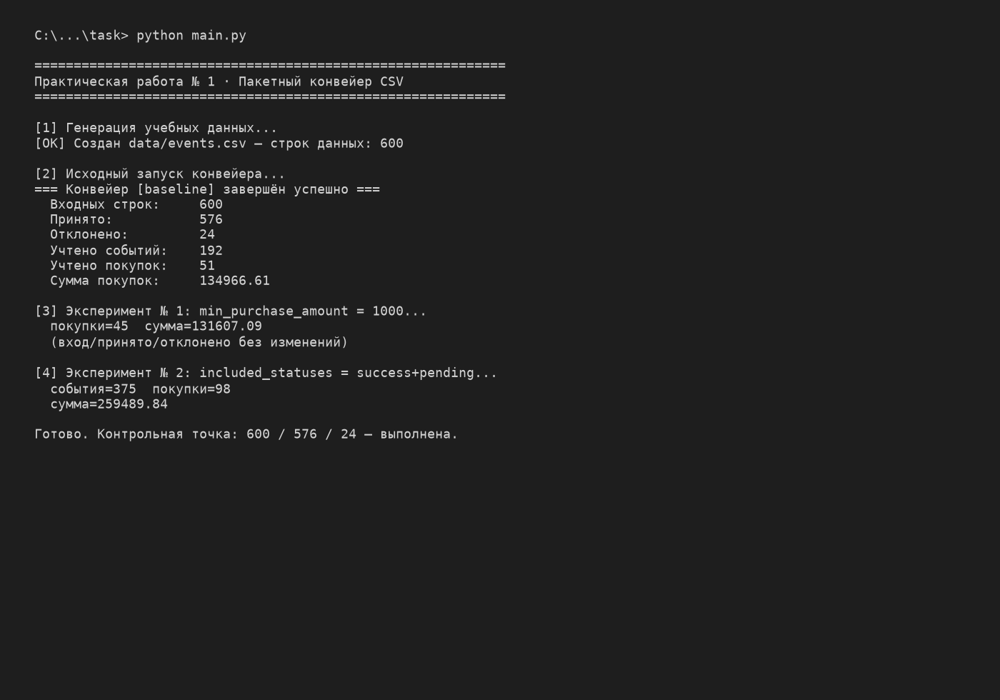 C:\...\task> python main.py
============================================================
Практическая работа № 1 · Пакетный конвейер CSV
============================================================
[1] Генерация учебных данных...
[OK] Создан data/events.csv — строк данных: 600
[2] Исходный запуск конвейера...
=== Конвейер [baseline] завершён успешно ===
  Входных строк:     600
  Принято:           576
  Отклонено:         24
  Учтено событий:    192
  Учтено покупок:    51
  Сумма покупок:     134966.61
[3] Эксперимент № 1: min_purchase_amount = 1000...
  покупки=45  сумма=131607.09
  (вход/принято/отклонено без изменений)
[4] Эксперимент № 2: included_statuses = success+pending...
  события=375  покупки=98
  сумма=259489.84
Готово. Контрольная точка: 600 / 576 / 24 — выполнена.